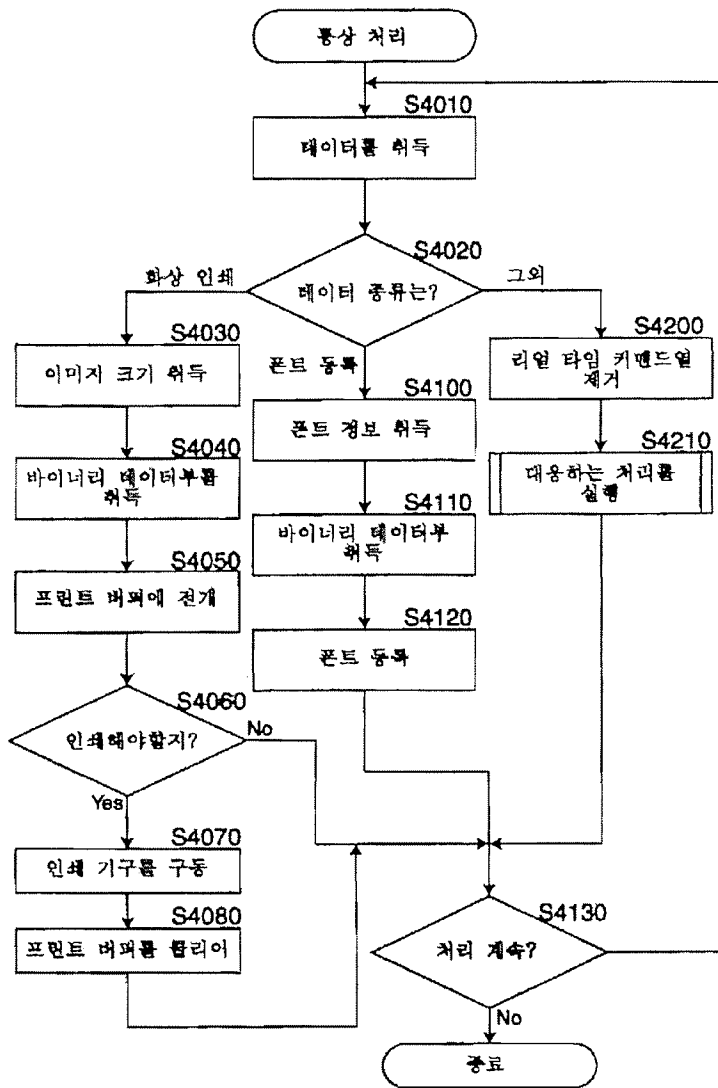 통상 처리
S4010
데이터를 취득
S4020
데이터 종류는?
화상 인쇄
폰트 등록
그외
S4030
이미지 크기 취득
S4040
바이너리 데이터부를
취득
S4050
프린트 버퍼에 전개
S4060
인쇄해야할지?
No
Yes
S4070
인쇄 기구를 구동
S4080
프린트 버퍼를 클리어
S4100
폰트 정보 취득
S4110
바이너리 데이터부
취득
S4120
폰트 등록
S4200
리얼 타임 커맨드열
제거
S4210
대응하는 처리를
실행
S4130
처리 계속?
No
종료